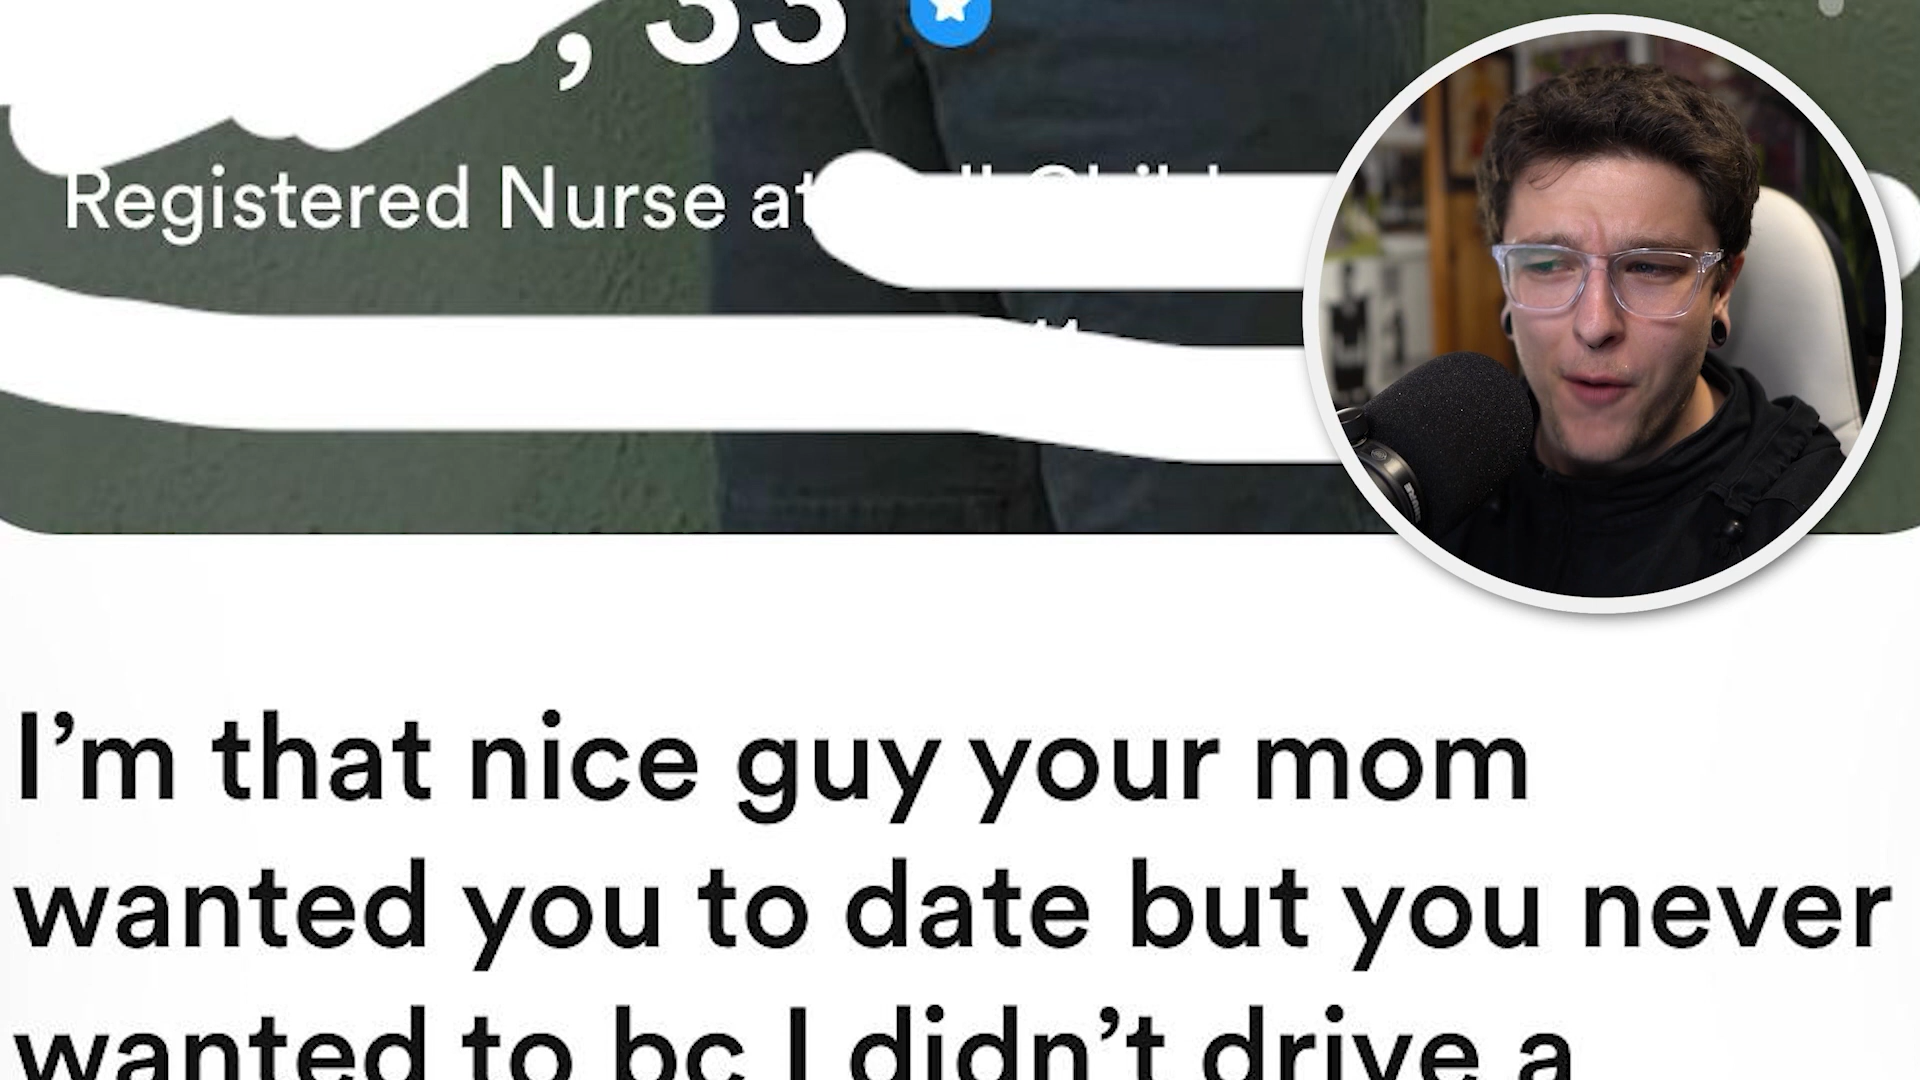 , 33
Registered Nurse at
I’m that nice guy your mom
wanted you to date but you never
wanted to bc I didn’t drive a